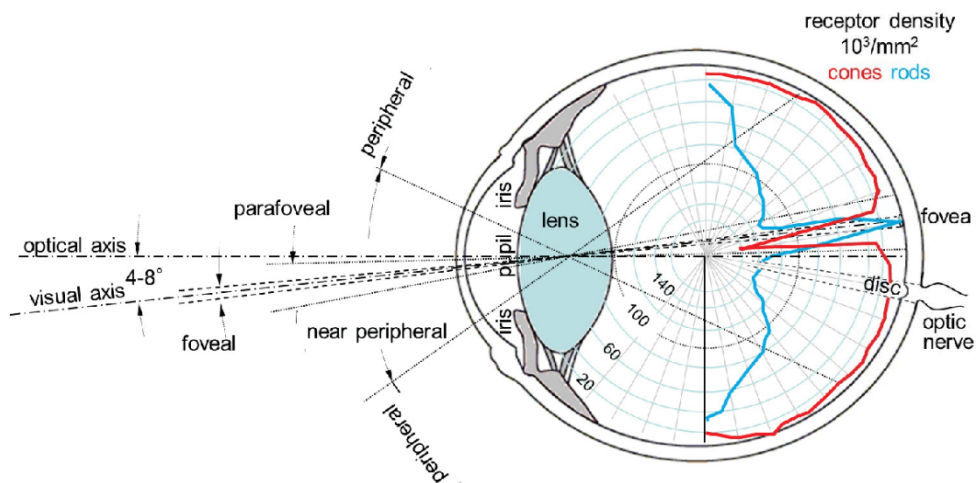 receptor density
10³/mm²
cones rods
peripheral
iris
parafoveal
lens
fovea
optical axis
pupil
4-8°
visual axis
disc
140
optic
nerve
near peripheral
iris
100
foveal
60
20
peripheral